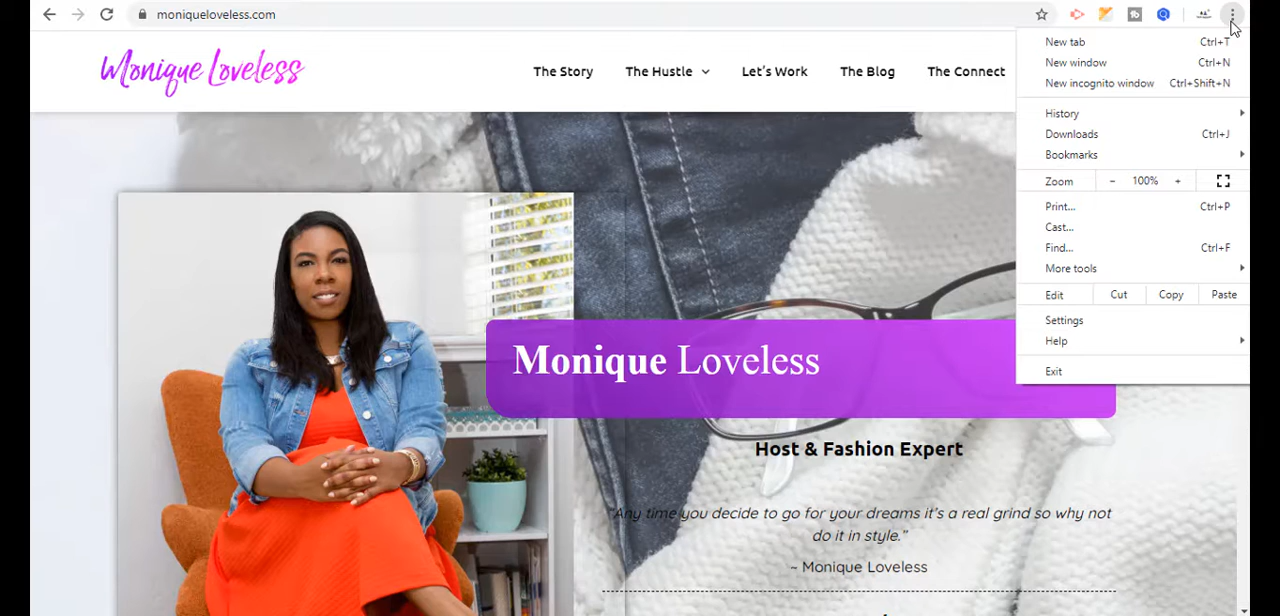 moniqueloveless.com
Monique Loveless
The Story The Hustle Let's Work The Blog The Connect
New tab Ctrl+T
New window Ctrl+N
New incognito window Ctrl+Shift+N
History
Downloads Ctrl+J
Bookmarks
Zoom - 100% +
Print... Ctrl+P
Cast...
Find... Ctrl+F
More tools
Edit Cut Copy Paste
Settings
Help
Exit
Monique Loveless
Host & Fashion Expert
"Any time you decide to go for your dreams it's a real grind so why not
do it in style."
~ Monique Loveless